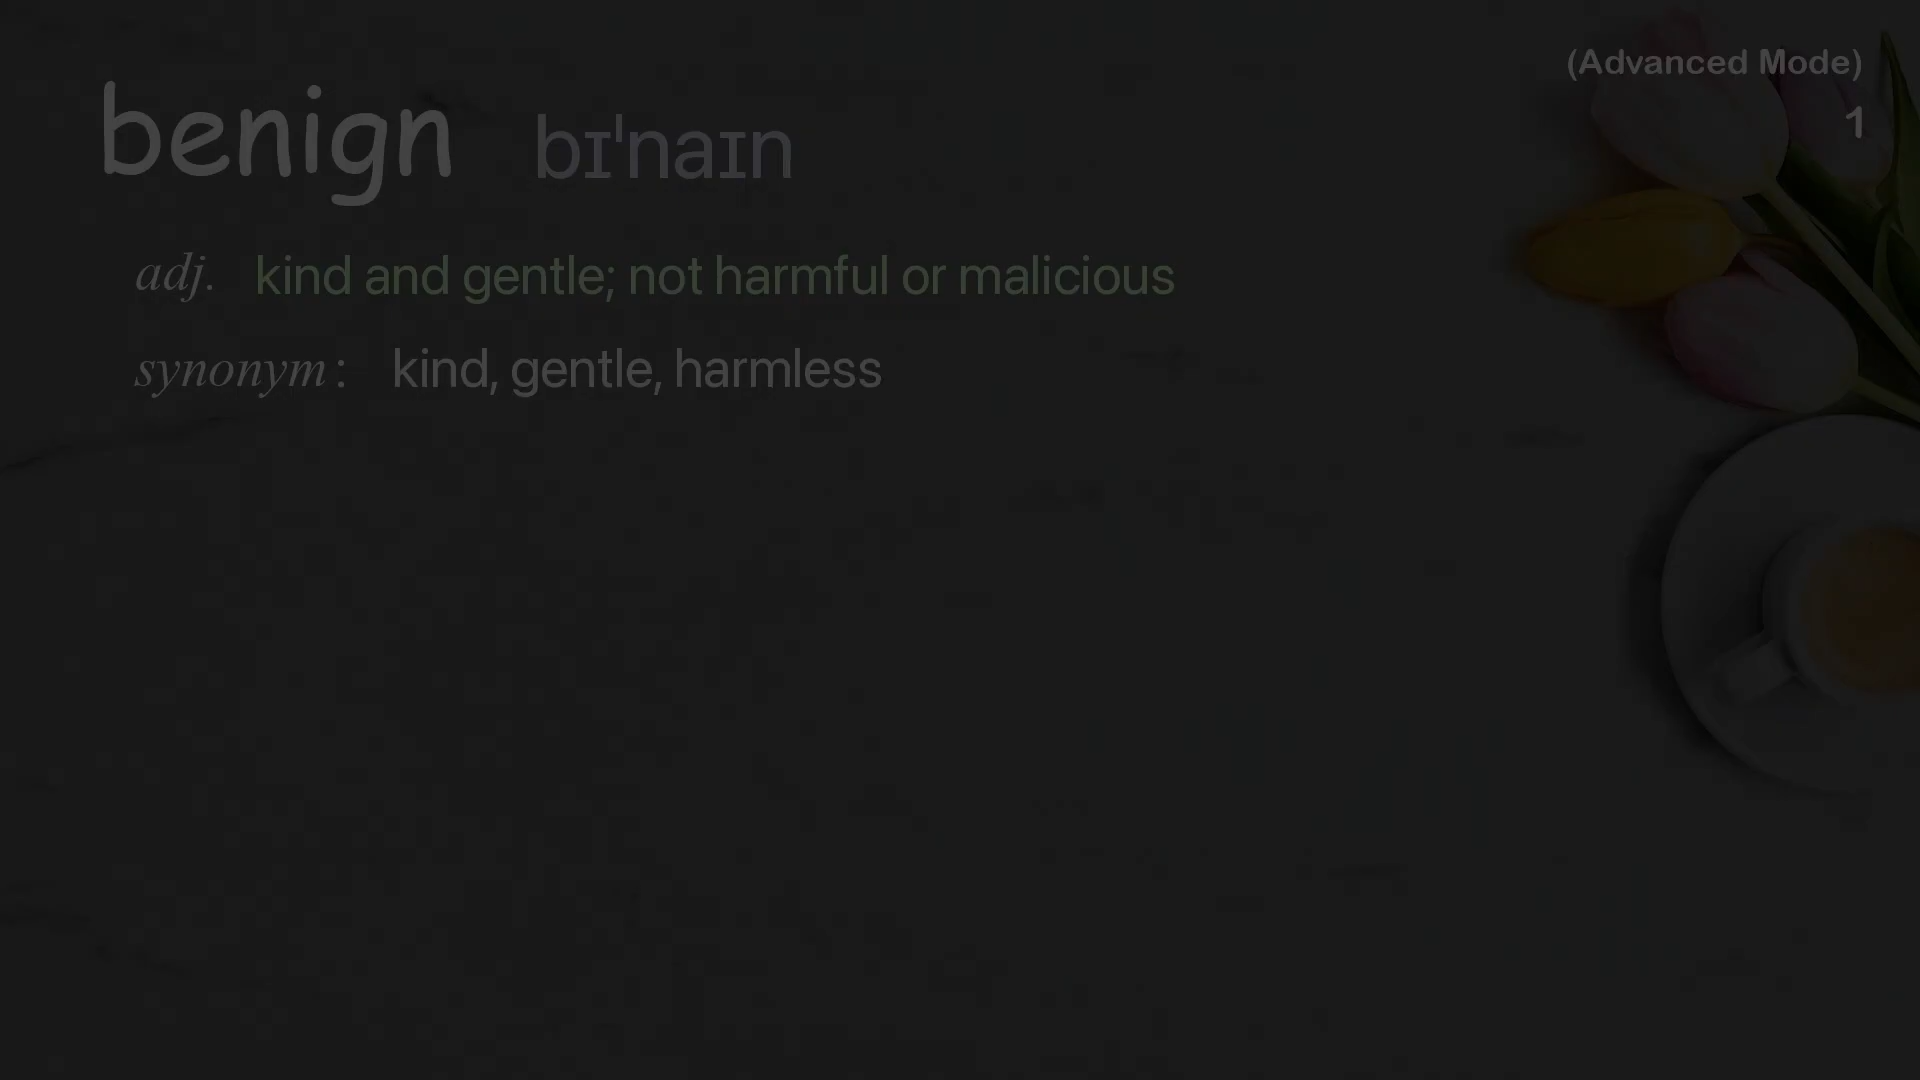 (Advanced Mode)
1
benign bɪˈnaɪn
adj. kind and gentle; not harmful or malicious
synonym : kind, gentle, harmless